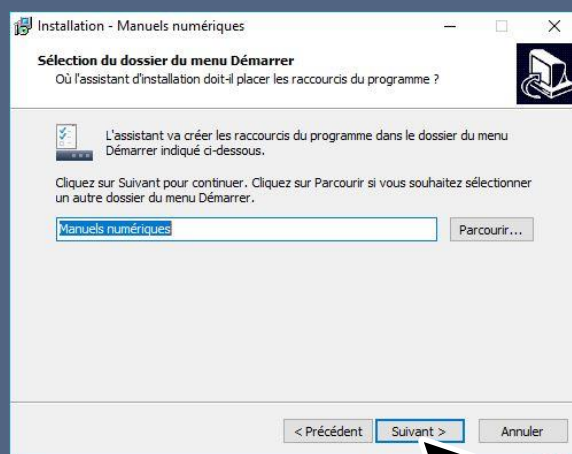 Installation - Manuels numériques
Sélection du dossier du menu Démarrer
Où l'assistant d'installation doit-il placer les raccourcis du programme ?
L'assistant va créer les raccourcis du programme dans le dossier du menu
Démarrer indiqué ci-dessous.
Cliquez sur Suivant pour continuer. Cliquez sur Parcourir si vous souhaitez sélectionner
un autre dossier du menu Démarrer.
Manuels numériques
Parcourir...
< Précédent
Suivant >
Annuler